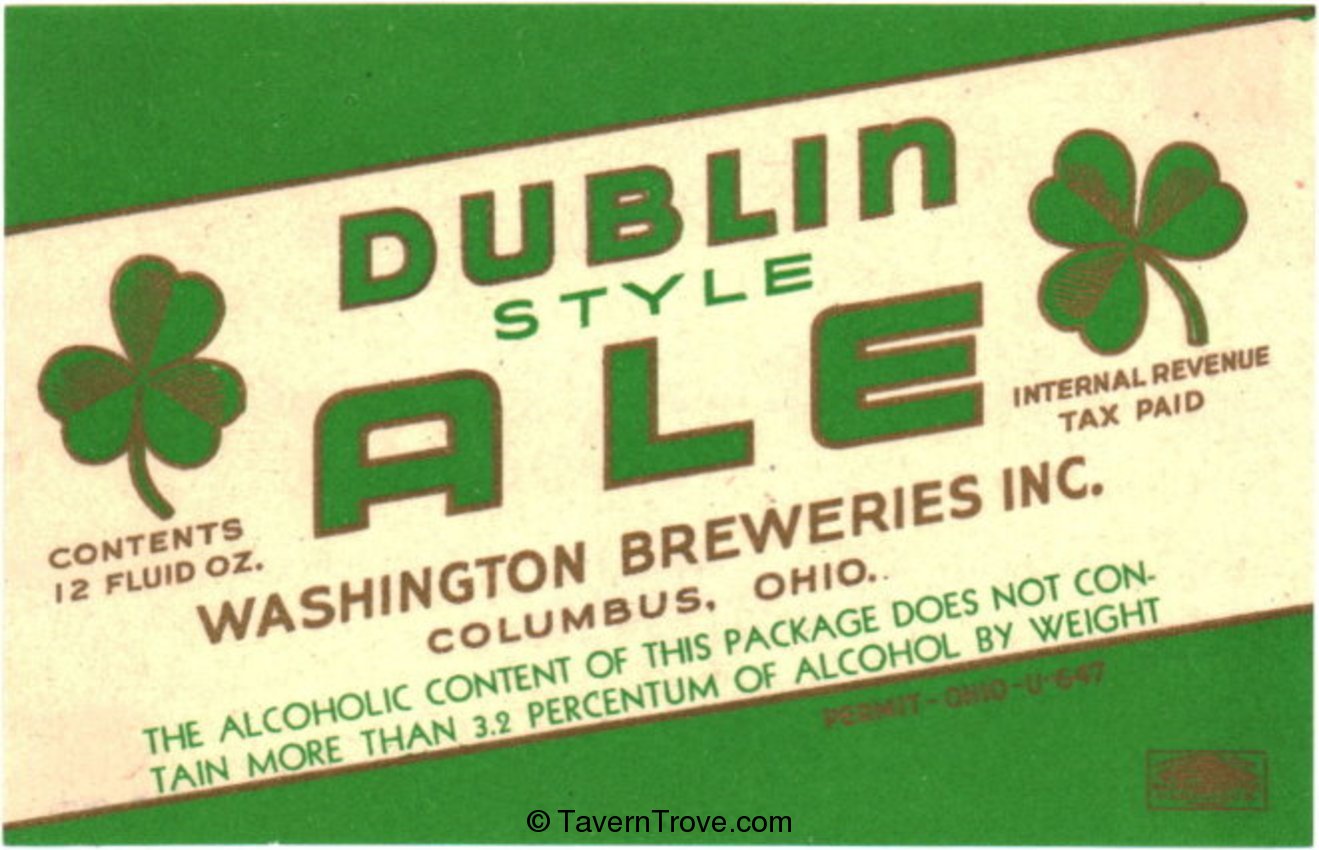 DUBLIN
STYLE
ALE
CONTENTS
12 FLUID OZ.
INTERNAL REVENUE
TAX PAID
WASHINGTON BREWERIES INC.
COLUMBUS, OHIO.
THE ALCOHOLIC CONTENT OF THIS PACKAGE DOES NOT CON-
TAIN MORE THAN 3.2 PERCENTUM OF ALCOHOL BY WEIGHT
PERMIT-OHIO-U-647
© TavernTrove.com